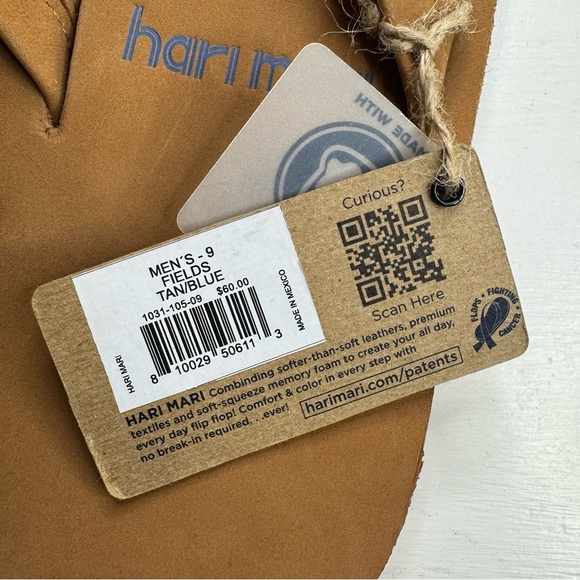 hari m
MADE WITH
Curious?
Scan Here
MEN'S - 9
FIELDS
TAN/BLUE
1031-105-09 $60.00
HARI MARI
MADE IN MEXICO
8 10029 50611 3
FLOPS • FIGHTING
CANCER
HARI MARI Combinding softer-than-soft leathers, premium
textiles and soft-squeeze memory foam to create your all day,
every day flip flop! Comfort & color in every step with
no break-in required. . .ever!
harimari.com/patents